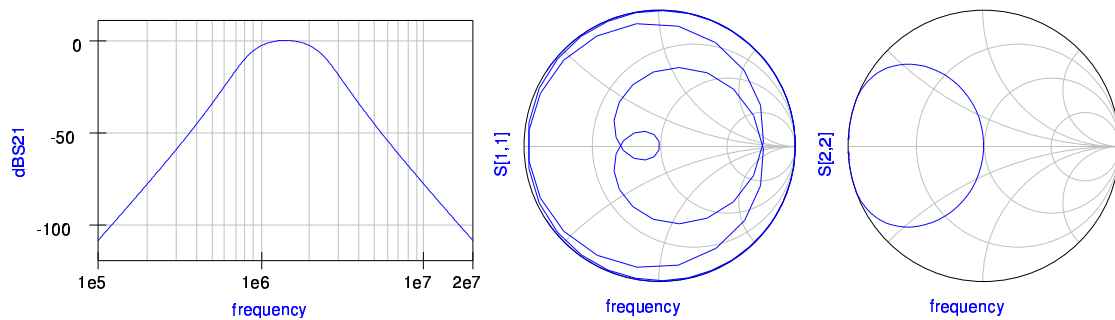 dBS21
0
-50
-100
1e5
1e6
1e7
2e7
frequency
S[1,1]
frequency
S[2,2]
frequency